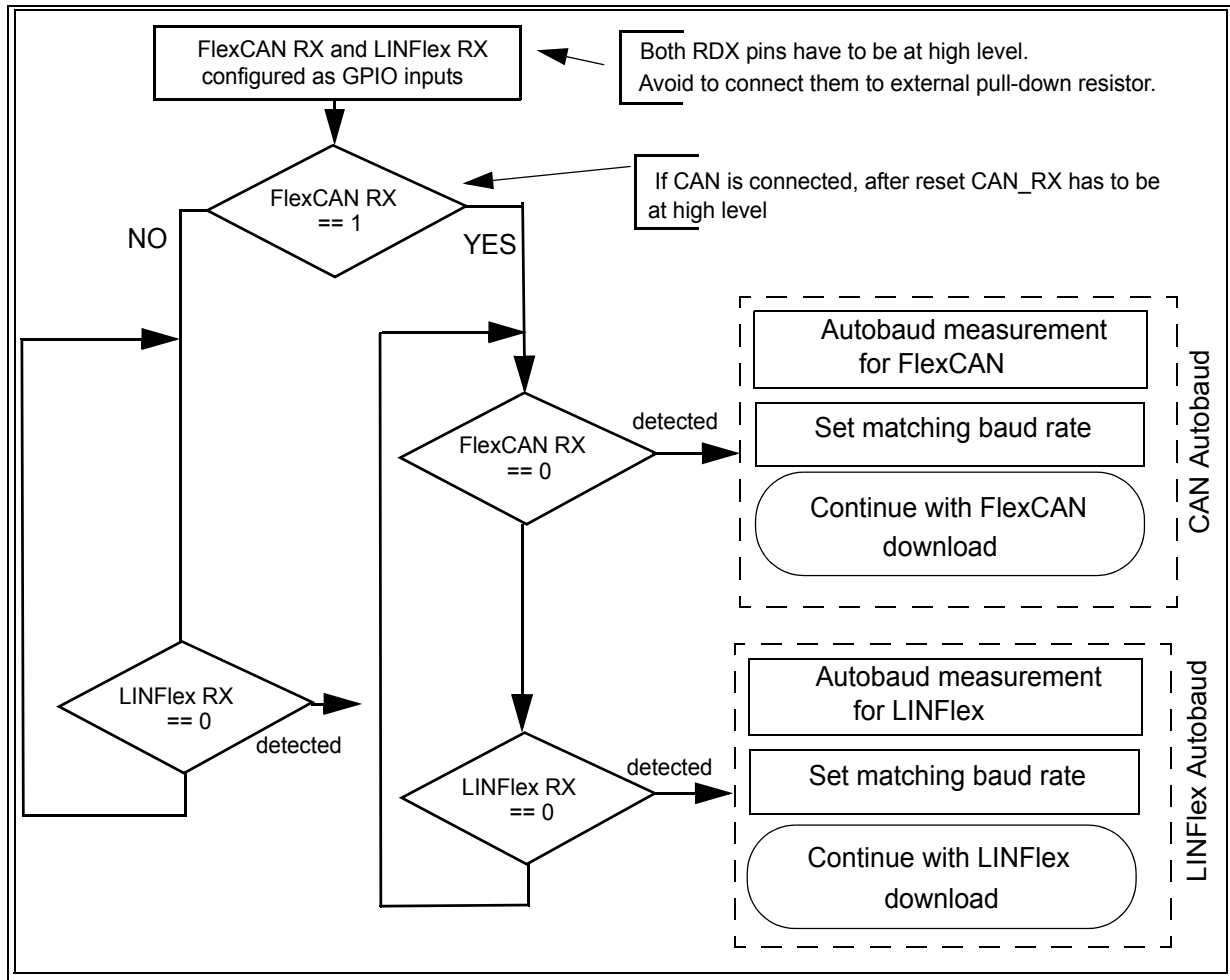 FlexCAN RX and LINFlex RX
configured as GPIO inputs
Both RDX pins have to be at high level.
Avoid to connect them to external pull-down resistor.
FlexCAN RX
== 1
If CAN is connected, after reset CAN_RX has to be
at high level
NO
YES
Autobaud measurement
for FlexCAN
FlexCAN RX
== 0
detected
Set matching baud rate
Continue with FlexCAN
download
CAN Autobaud
LINFlex RX
== 0
detected
LINFlex RX
== 0
detected
Autobaud measurement
for LINFlex
Set matching baud rate
Continue with LINFlex
download
LINFlex Autobaud